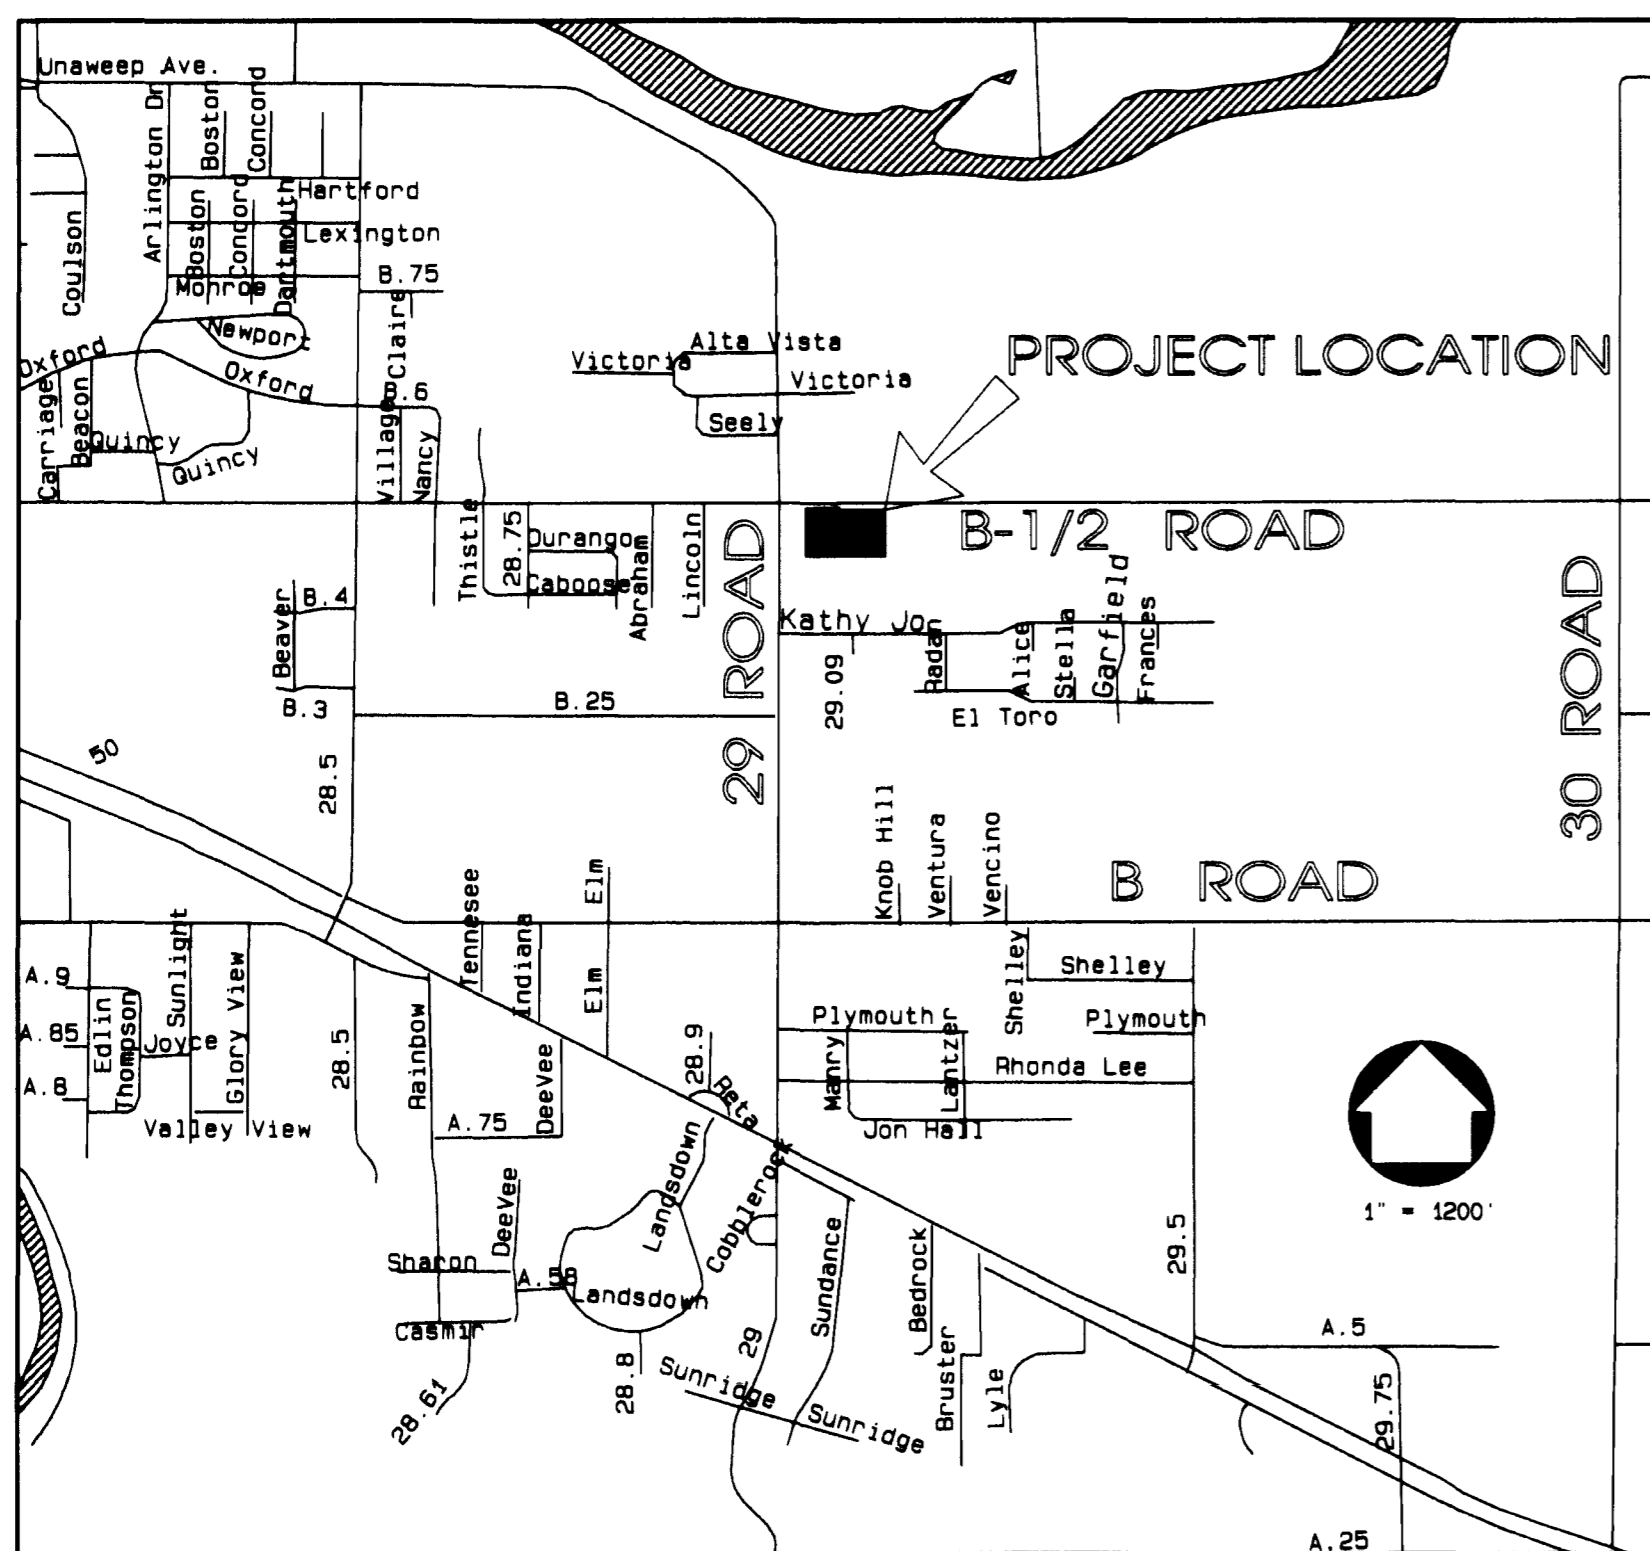 Unaweep Ave.
Arlington Dr
Boston
Concord
Hartford
Coulson
Boston
Concord
Dartmouth
Lexington
B.75
Monroe
Claire
Newport
Oxford
Oxford
Alta Vista
Victoria
Victoria
Seely
PROJECT LOCATION
B.6
Carriage
Beacon
Quincy
Quincy
Village
Nancy
Thistle
28.75
Durango
Caboose
Abraham
Lincoln
29 ROAD
B-1/2 ROAD
30 ROAD
Beaver
B.4
B.3
B.25
Kathy Jo
29.09
Radar
Alice
Stella
Garfield
Frances
El Toro
50
28.5
Knob Hill
Ventura
Vencino
B ROAD
Tennesee
Indiana
Elm
Elm
A.9
A.85
A.8
Edlin
Thompson
Sunlight
Joyce
Glory View
Valley View
28.5
Rainbow
A.75
DeeVee
28.9
Reta
Shelley
Shelley
Plymouth
Plymouth
Manry
Lantzer
Rhonda Lee
Jon Hall
1" = 1200'
DeeVee
Sharon
A.58
Casmir
28.61
Landsdown
Landsdown
28.8
Cobblerock
29
Sundance
Sunridge
Sunridge
Bedrock
Bruster
Lyle
29.5
A.5
29.75
A.25